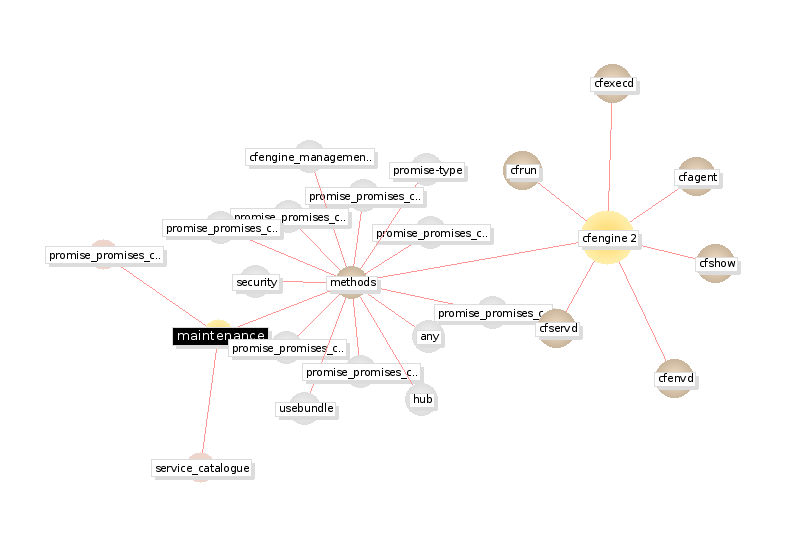 cfexecd
cfengine_managemen..
promise-type
cfrun
cfagent
promise_promises_c..
promise_promises_c..
promise_promises_c..
promise_promises_c..
cfengine 2
promise_promises_c..
cfshow
security
methods
promise_promises_c..
cfservd
maintenance
any
promise_promises_c..
promise_promises_c..
cfenvd
hub
usebundle
service_catalogue